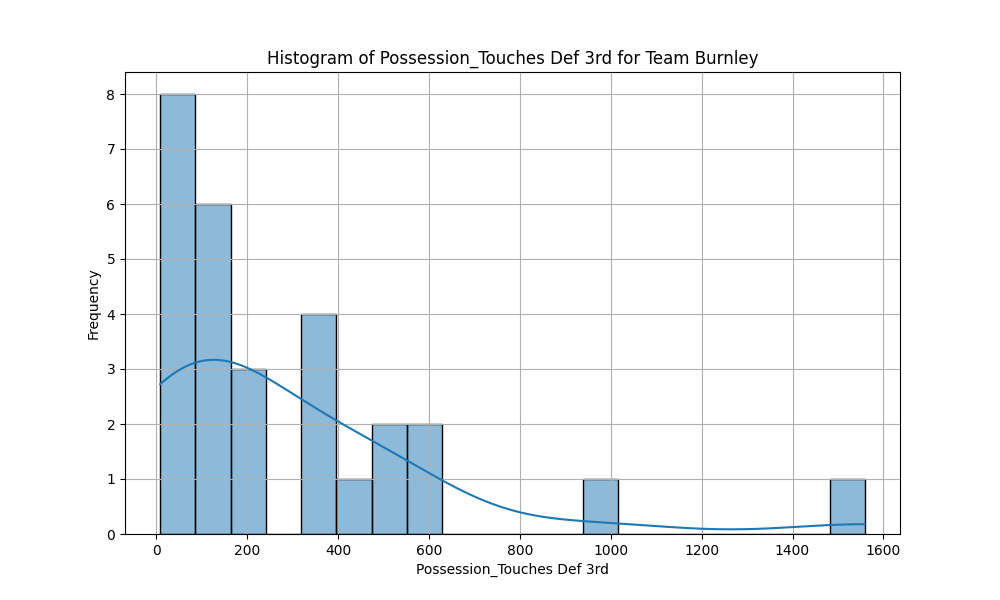 Histogram of Possession_Touches Def 3rd for Team Burnley
8
7
6
5
4
3
2
1
0
Frequency
0 200 400 600 800 1000 1200 1400 1600
Possession_Touches Def 3rd